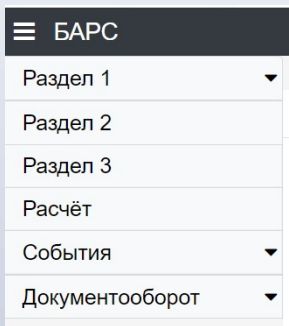 БАРС
Раздел 1
Раздел 2
Раздел 3
Расчёт
События
Документооборот